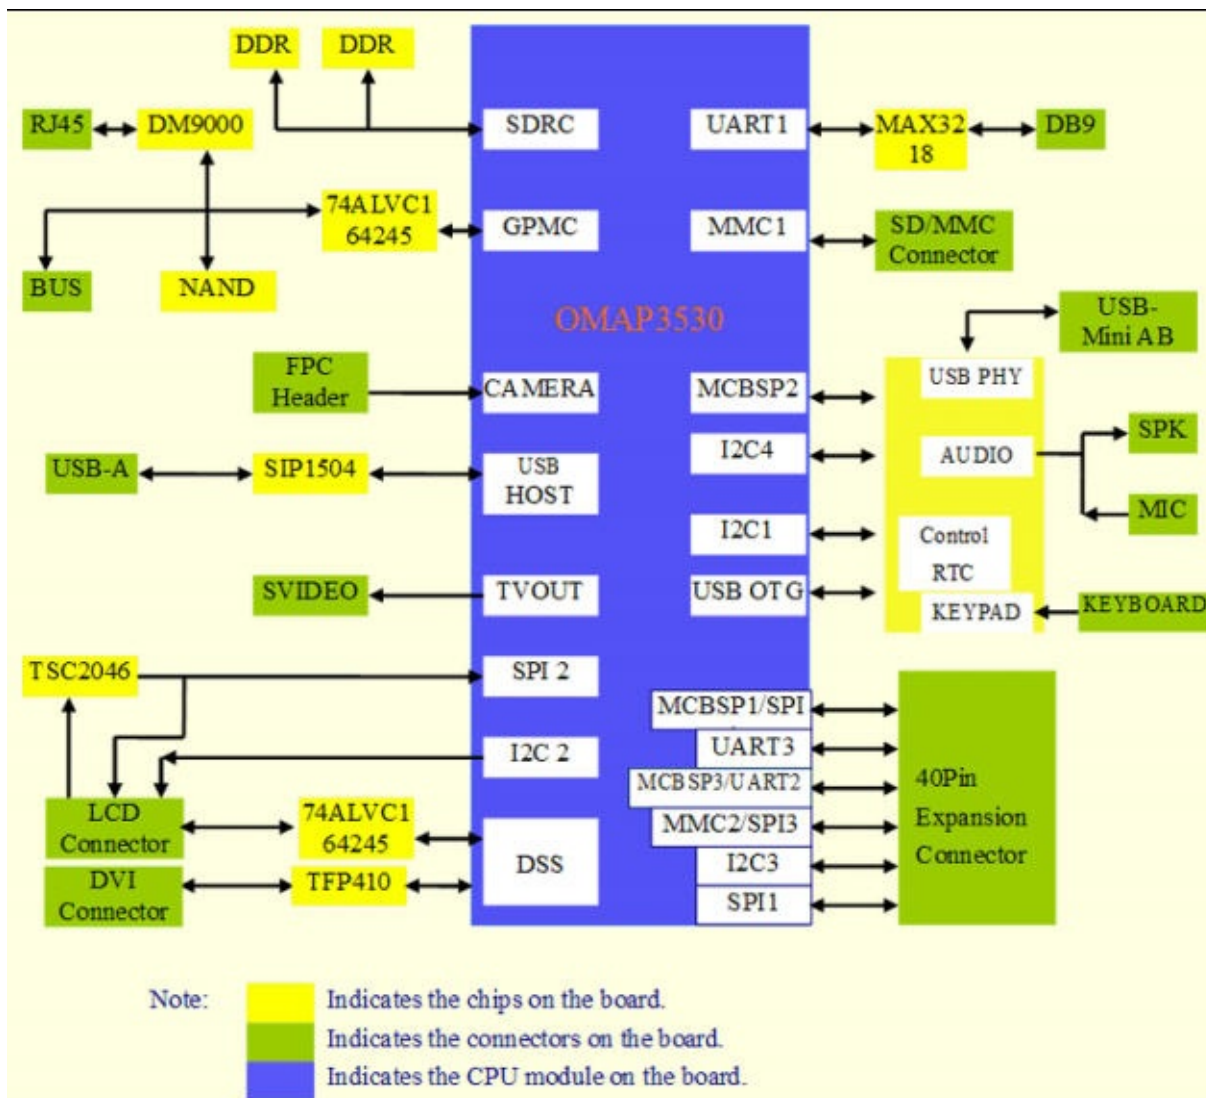 DDR
DDR
RJ45
DM9000
SDRC
UART1
MAX32
18
DB9
74ALVC1
64245
GPMC
MMC1
SD/MMC
Connector
BUS
NAND
OMAP3530
USB-
Mini AB
FPC
Header
CAMERA
MCBSP2
USB PHY
USB-A
SIP1504
USB
HOST
I2C4
AUDIO
SPK
MIC
I2C1
Control
RTC
SVIDEO
TVOUT
USB OTG
KEYPAD
KEYBOARD
TSC2046
SPI 2
MCBSP1/SPI
UART3
I2C 2
MCBSP3/UART2
40Pin
Expansion
Connector
LCD
Connector
74ALVC1
64245
DSS
MMC2/SPI3
I2C3
SPI1
DVI
Connector
TFP410
Note:
Indicates the chips on the board.
Indicates the connectors on the board.
Indicates the CPU module on the board.